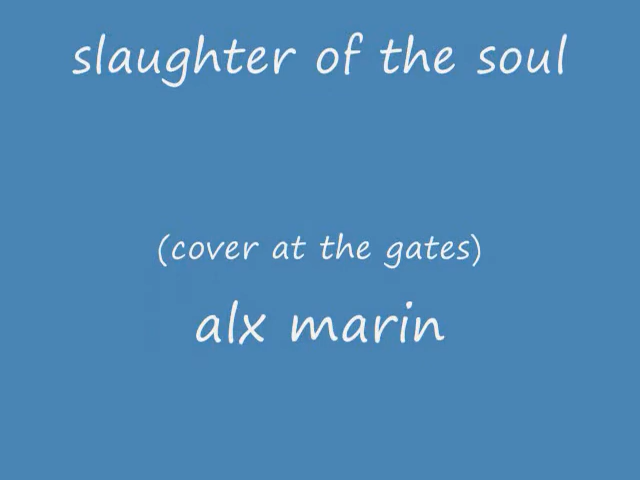 slaughter of the soul
(cover at the gates)
alx marin